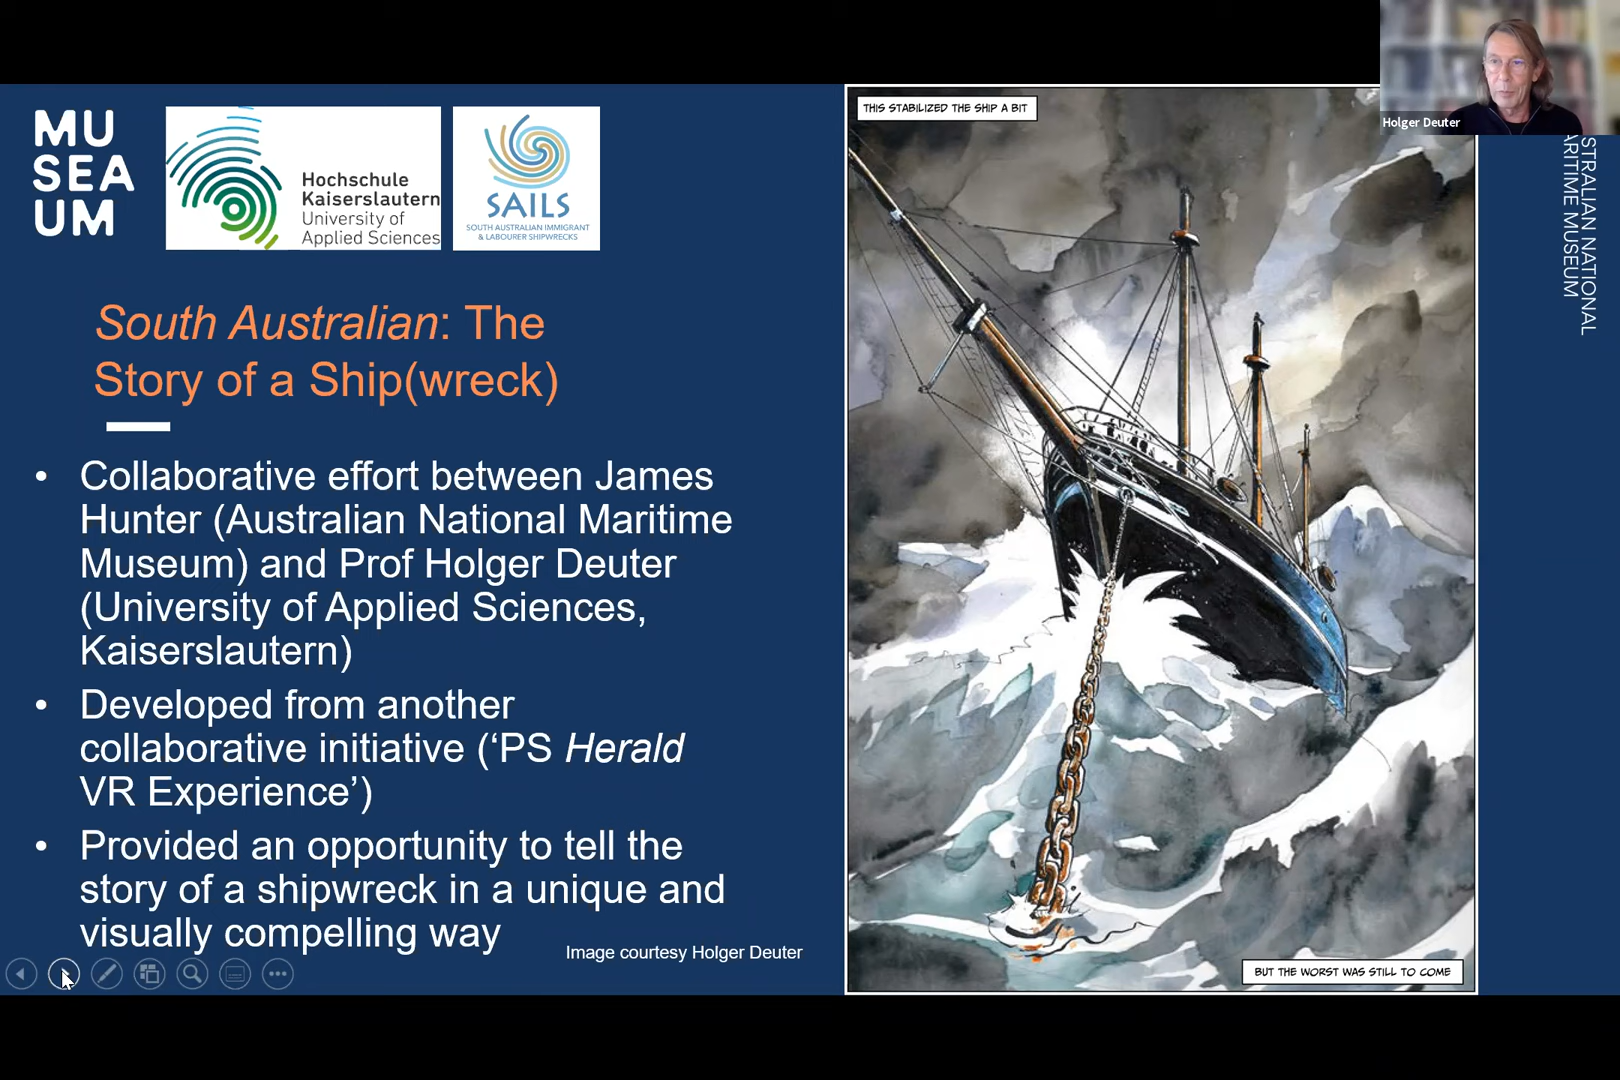 MU
SEA
UM
Hochschule
Kaiserslautern
University of
Applied Sciences
SAILS
SOUTH AUSTRALIAN IMMIGRANT
& LABOURER SHIPWRECKS
South Australian: The
Story of a Ship(wreck)
• Collaborative effort between James
Hunter (Australian National Maritime
Museum) and Prof Holger Deuter
(University of Applied Sciences,
Kaiserslautern)
• Developed from another
collaborative initiative (‘PS Herald
VR Experience’)
• Provided an opportunity to tell the
story of a shipwreck in a unique and
visually compelling way
Image courtesy Holger Deuter
THIS STABILIZED THE SHIP A BIT
BUT THE WORST WAS STILL TO COME
Holger Deuter
STRALIAN NATIONAL
ARITIME MUSEUM